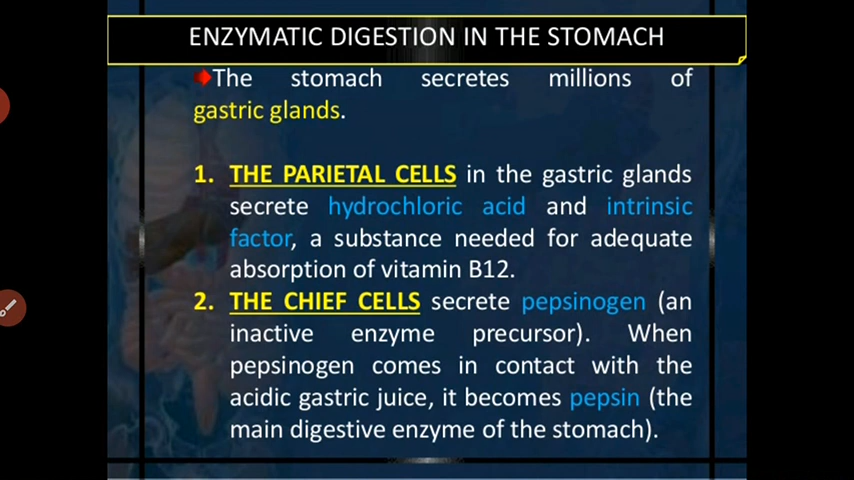 ENZYMATIC DIGESTION IN THE STOMACH
The stomach secretes millions of
gastric glands.
1. THE PARIETAL CELLS in the gastric glands
secrete hydrochloric acid and intrinsic
factor, a substance needed for adequate
absorption of vitamin B12.
2. THE CHIEF CELLS secrete pepsinogen (an
inactive enzyme precursor). When
pepsinogen comes in contact with the
acidic gastric juice, it becomes pepsin (the
main digestive enzyme of the stomach).